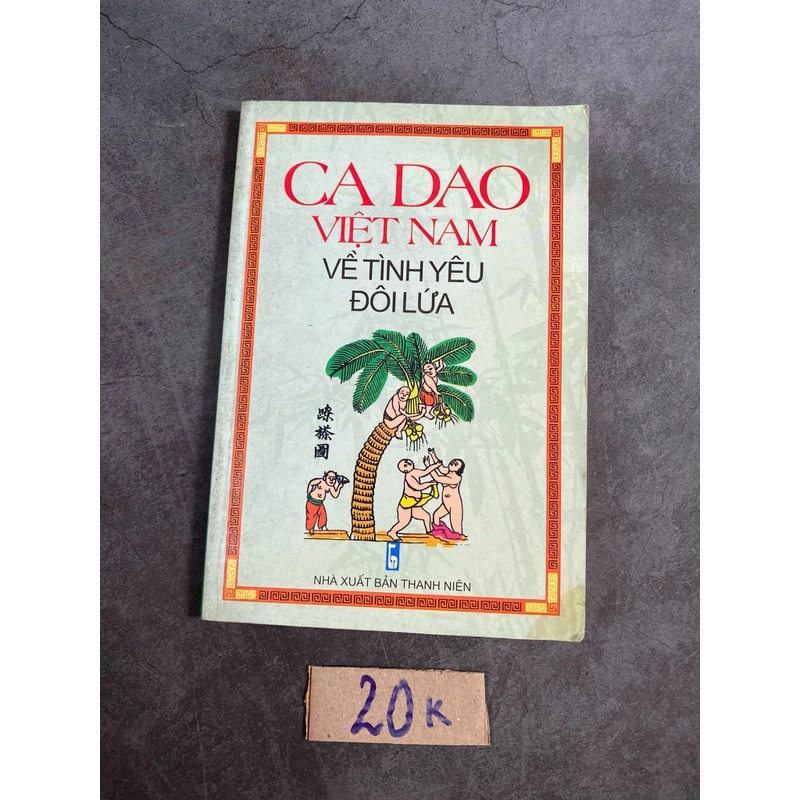 CA DAO
VIỆT NAM
VỀ TÌNH YÊU
ĐÔI LỨA
NHÀ XUẤT BẢN THANH NIÊN
20K